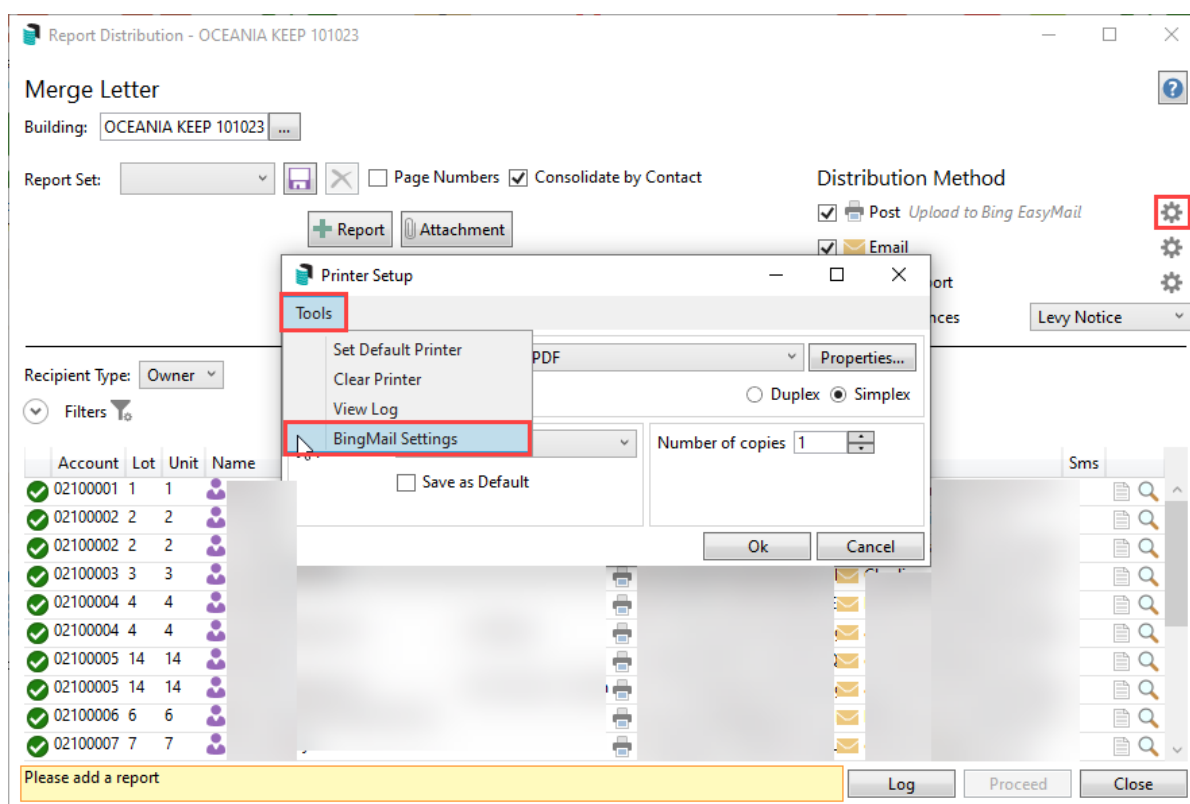 Report Distribution - OCEANIA KEEP 101023
Merge Letter
Building: OCEANIA KEEP 101023 ...
Report Set: Page Numbers Consolidate by Contact
Distribution Method
Post Upload to Bing EasyMail
Report Attachment
Email
Printer Setup
Tools
Set Default Printer
Clear Printer
View Log
BingMail Settings
PDF Properties...
Duplex Simplex
Number of copies 1
Save as Default
Ok Cancel
Levy Notice
Recipient Type: Owner
Filters
Account Lot Unit Name Sms
02100001 1 1
02100002 2 2
02100002 2 2
02100003 3 3
02100004 4 4
02100004 4 4
02100005 14 14
02100005 14 14
02100006 6 6
02100007 7 7
Please add a report
Log Proceed Close